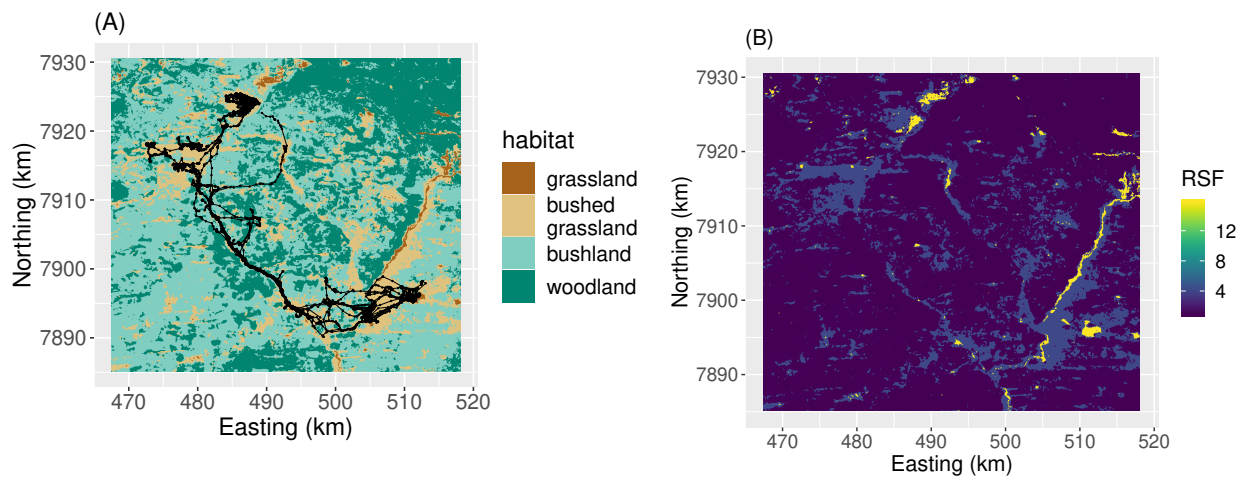 (A)
7930
7920
7910
7900
7890
Northing (km)
470
480
490
500
510
520
Easting (km)
habitat
grassland
bushed
grassland
bushland
woodland
(B)
7930
7920
7910
7900
7890
Northing (km)
470
480
490
500
510
520
Easting (km)
RSF
12
8
4